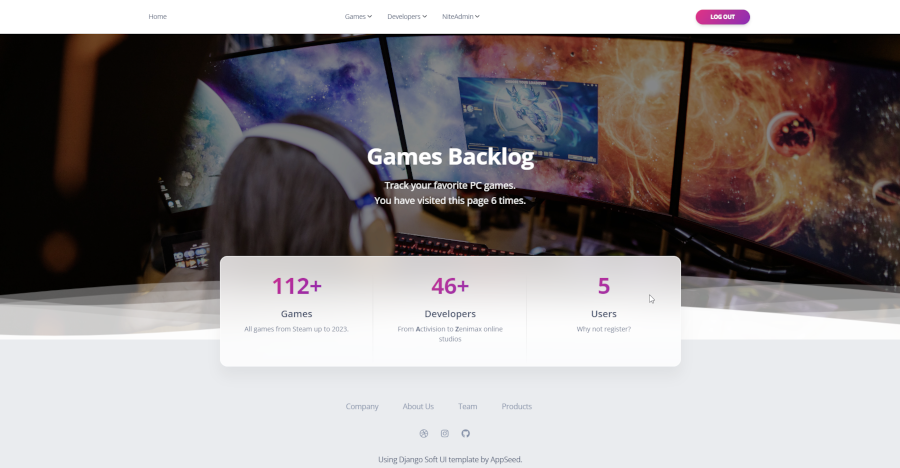 Home
Games
Developers
NiteAdmin
LOG OUT
Games Backlog
Track your favorite PC games.
You have visited this page 6 times.
112+
46+
5
Games
Developers
Users
All games from Steam up to 2023.
From Activision to Zenimax online
studios
Why not register?
Company
About Us
Team
Products
Using Django Soft UI template by AppSeed.